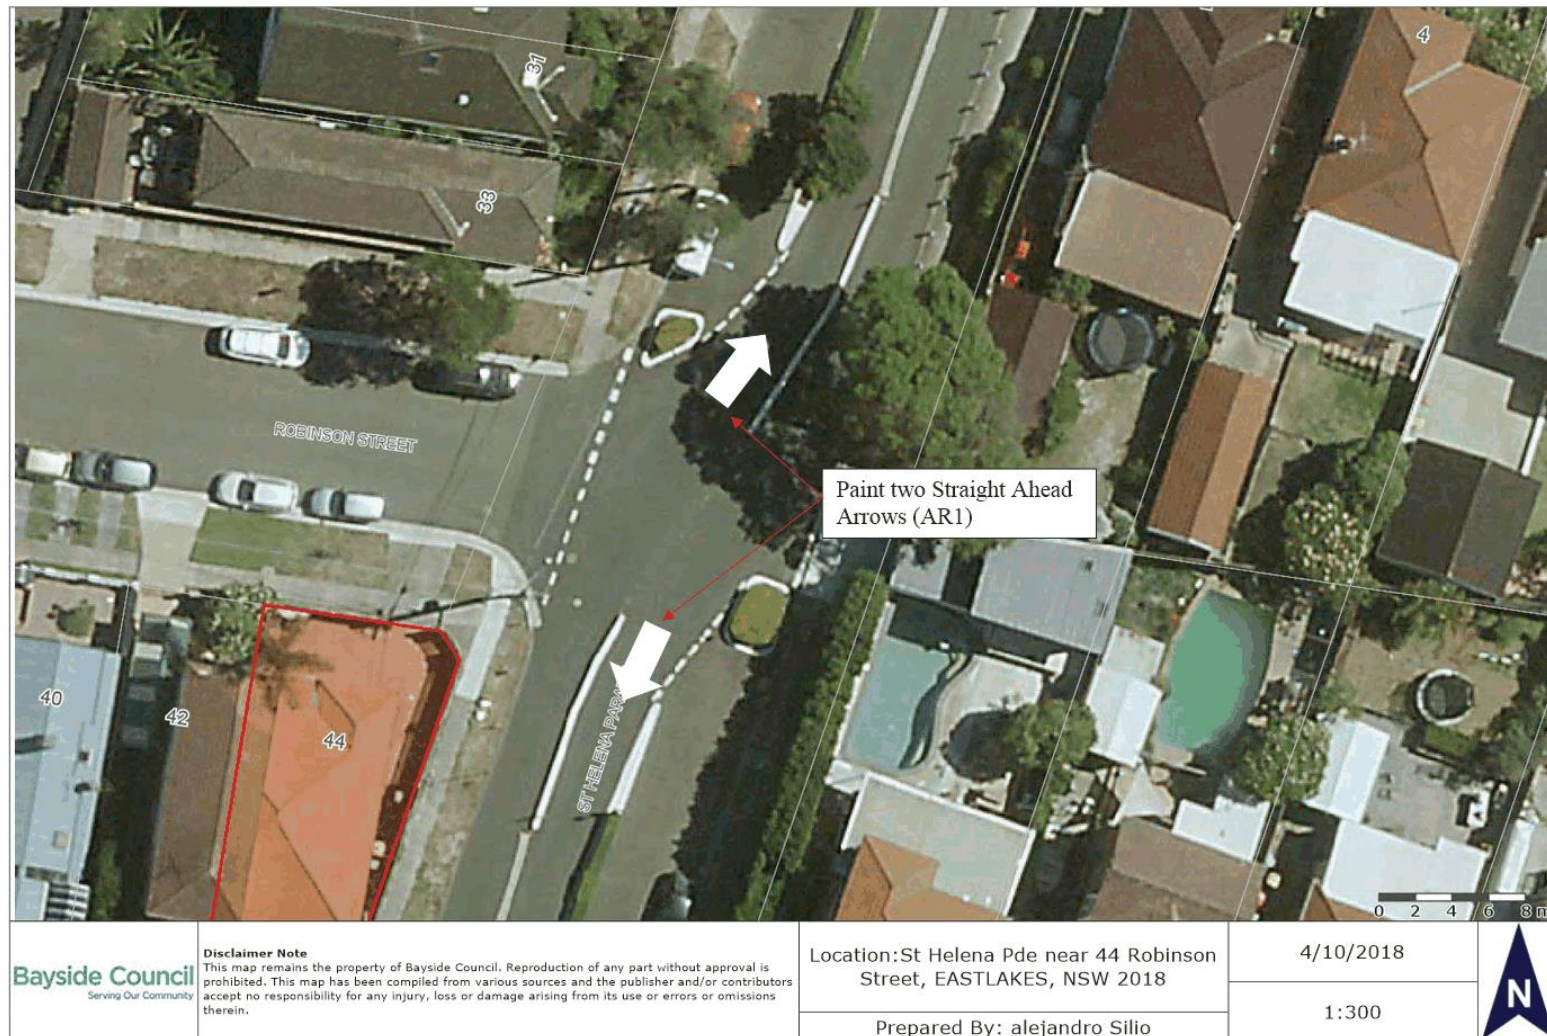 31
4
33
ROBINSON STREET
Paint two Straight Ahead
Arrows (AR1)
40
42
44
ST HELENA PARA
0 2 4 6 8 m
Bayside Council
Serving Our Community
Disclaimer Note
This map remains the property of Bayside Council. Reproduction of any part without approval is
prohibited. This map has been compiled from various sources and the publisher and/or contributors
accept no responsibility for any injury, loss or damage arising from its use or errors or omissions
therein.
Location:St Helena Pde near 44 Robinson
Street, EASTLAKES, NSW 2018
Prepared By: alejandro Silio
4/10/2018
1:300
N